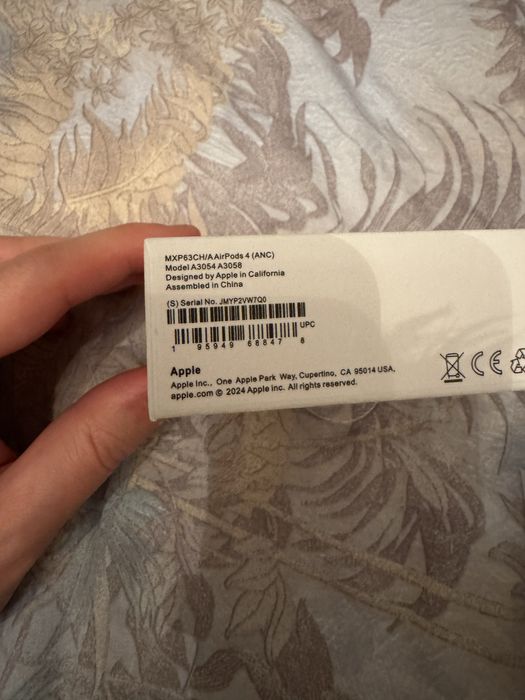 MXP63CH/A AirPods 4 (ANC)
Model A3054 A3058
Designed by Apple in California
Assembled in China
(S) Serial No. JMYP2VW7Q0
UPC
1 95949 68847 8
Apple
Apple Inc., One Apple Park Way, Cupertino, CA 95014 USA.
apple.com © 2024 Apple Inc. All rights reserved.
CE